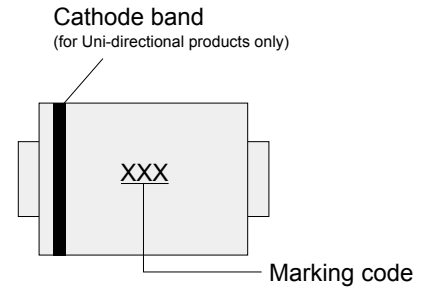 Cathode band
(for Uni-directional products only)
XXX
Marking code